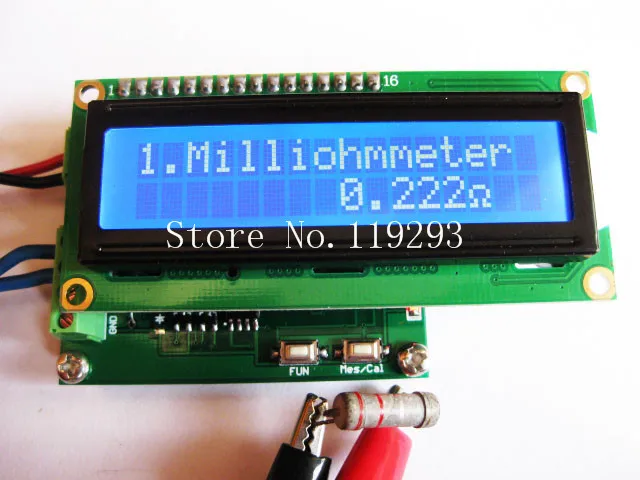 1 16
1.Milliohmmeter
0.222Ω
Store No.119293
GND
*
FUN Mes/Cal